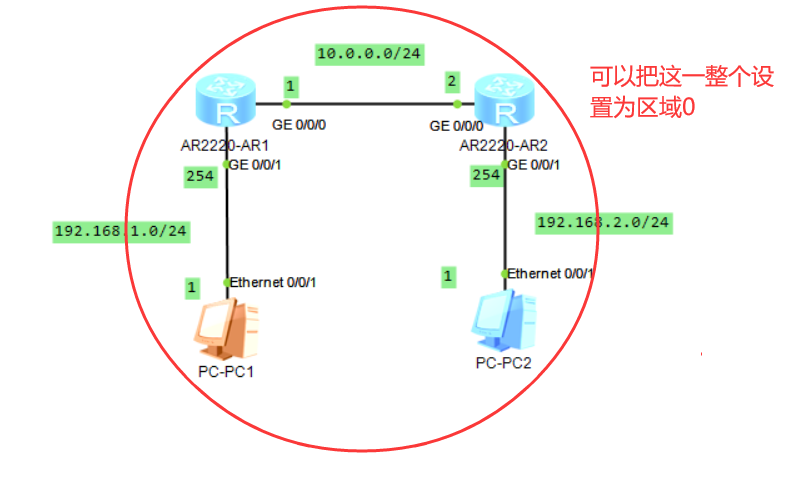 10.0.0.0/24
可以把这一整个设
置为区域0
1
2
R
R
GE 0/0/0
GE 0/0/0
AR2220-AR1
AR2220-AR2
GE 0/0/1
GE 0/0/1
254
254
192.168.1.0/24
192.168.2.0/24
Ethernet 0/0/1
Ethernet 0/0/1
1
1
PC-PC1
PC-PC2